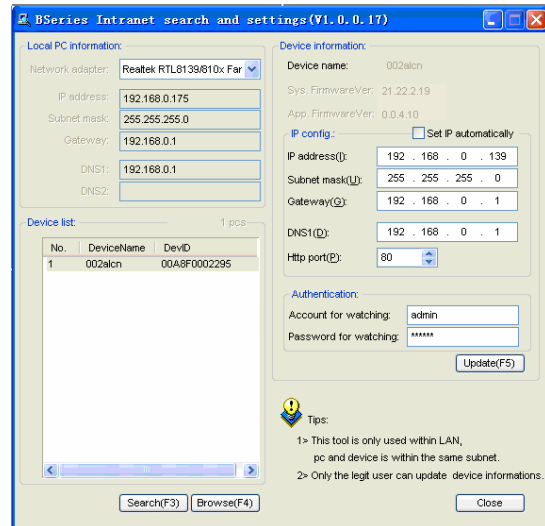 BSeries Intranet search and settings(V1.0.0.17)
Local PC information:
Network adapter: Realtek RTL8139/810x Far
IP address: 192.168.0.175
Subnet mask: 255.255.255.0
Gateway: 192.168.0.1
DNS1: 192.168.0.1
DNS2:
Device list: 1 pcs
No. DeviceName DevID
1 002alcn 00A8F0002295
Search(F3) Browse(F4)
Device information:
Device name: 002alcn
Sys. FirmwareVer: 21.22.2.19
App. FirmwareVer: 0.0.4.10
IP config.: Set IP automatically
IP address(I): 192 . 168 . 0 . 139
Subnet mask(U): 255 . 255 . 255 . 0
Gateway(G): 192 . 168 . 0 . 1
DNS1(D): 192 . 168 . 0 . 1
Http port(P): 80
Authentication:
Account for watching: admin
Password for watching: ******
Update(F5)
Tips:
1> This tool is only used within LAN,
pc and device is within the same subnet.
2> Only the legit user can update device informations.
Close